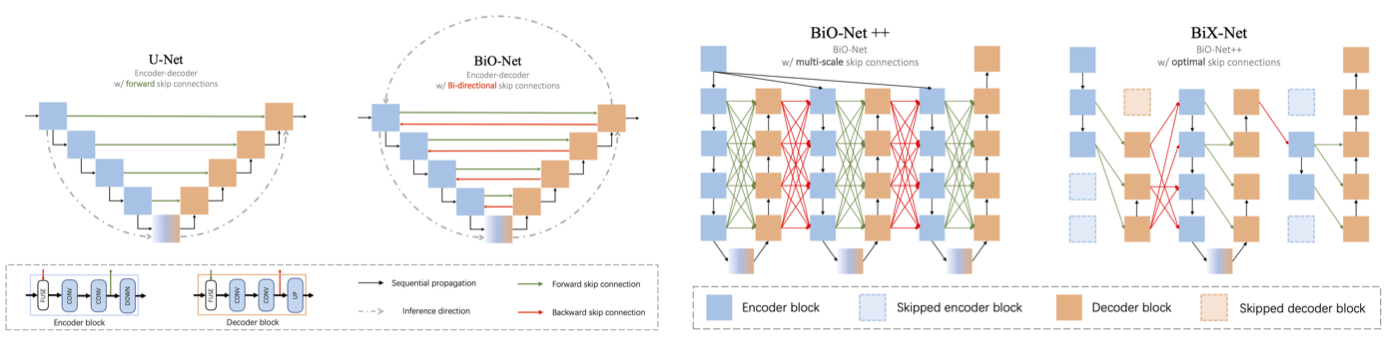 U-Net
Encoder-decoder
w/ forward skip connections
BiO-Net
Encoder-decoder
w/ Bi-directional skip connections
FUSE
CONV
CONV
DOWN
Encoder block
FUSE
CONV
CONV
UP
Decoder block
Sequential propagation
Inference direction
Forward skip connection
Backward skip connection
BiO-Net ++
BiO-Net
w/ multi-scale skip connections
BiX-Net
BiO-Net++
w/ optimal skip connections
Encoder block
Skipped encoder block
Decoder block
Skipped decoder block